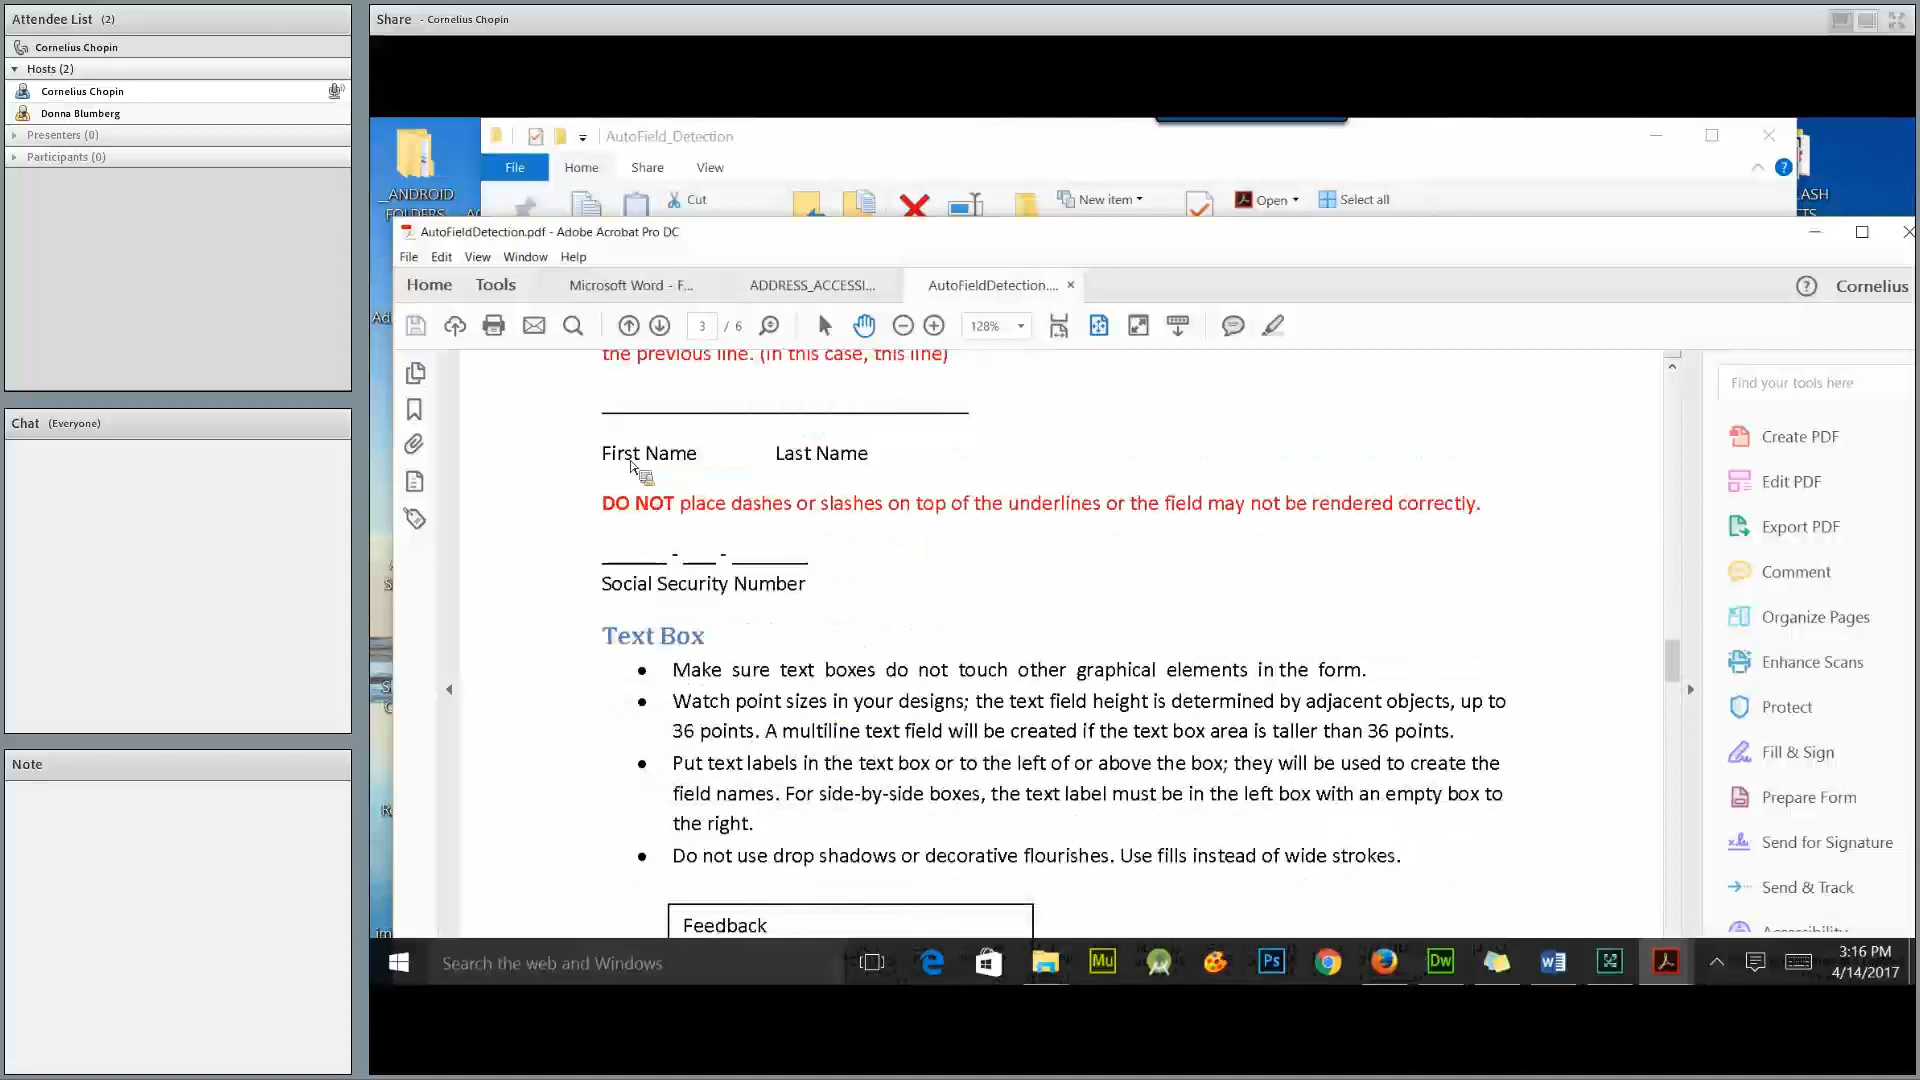 Attendee List (2)
Cornelius Chopin
Hosts (2)
Cornelius Chopin
Donna Blumberg
Presenters (0)
Participants (0)
Chat (Everyone)
Note
Share - Cornelius Chopin
_ANDROID
FOLDERS
AutoField_Detection
File Home Share View
Cut
New item
Open
Select all
AutoFieldDetection.pdf - Adobe Acrobat Pro DC
File Edit View Window Help
Home Tools Microsoft Word - F... ADDRESS_ACCESSI... AutoFieldDetection.... ×
Cornelius
3 / 6
128%
the previous line. (in this case, this line)
First Name Last Name
DO NOT place dashes or slashes on top of the underlines or the field may not be rendered correctly.
______ - ___ - _______
Social Security Number
Text Box
• Make sure text boxes do not touch other graphical elements in the form.
• Watch point sizes in your designs; the text field height is determined by adjacent objects, up to
36 points. A multiline text field will be created if the text box area is taller than 36 points.
• Put text labels in the text box or to the left of or above the box; they will be used to create the
field names. For side-by-side boxes, the text label must be in the left box with an empty box to
the right.
• Do not use drop shadows or decorative flourishes. Use fills instead of wide strokes.
Feedback
Find your tools here
Create PDF
Edit PDF
Export PDF
Comment
Organize Pages
Enhance Scans
Protect
Fill & Sign
Prepare Form
Send for Signature
Send & Track
Accessibility
Search the web and Windows
Mu
Ps
Dw
3:16 PM
4/14/2017